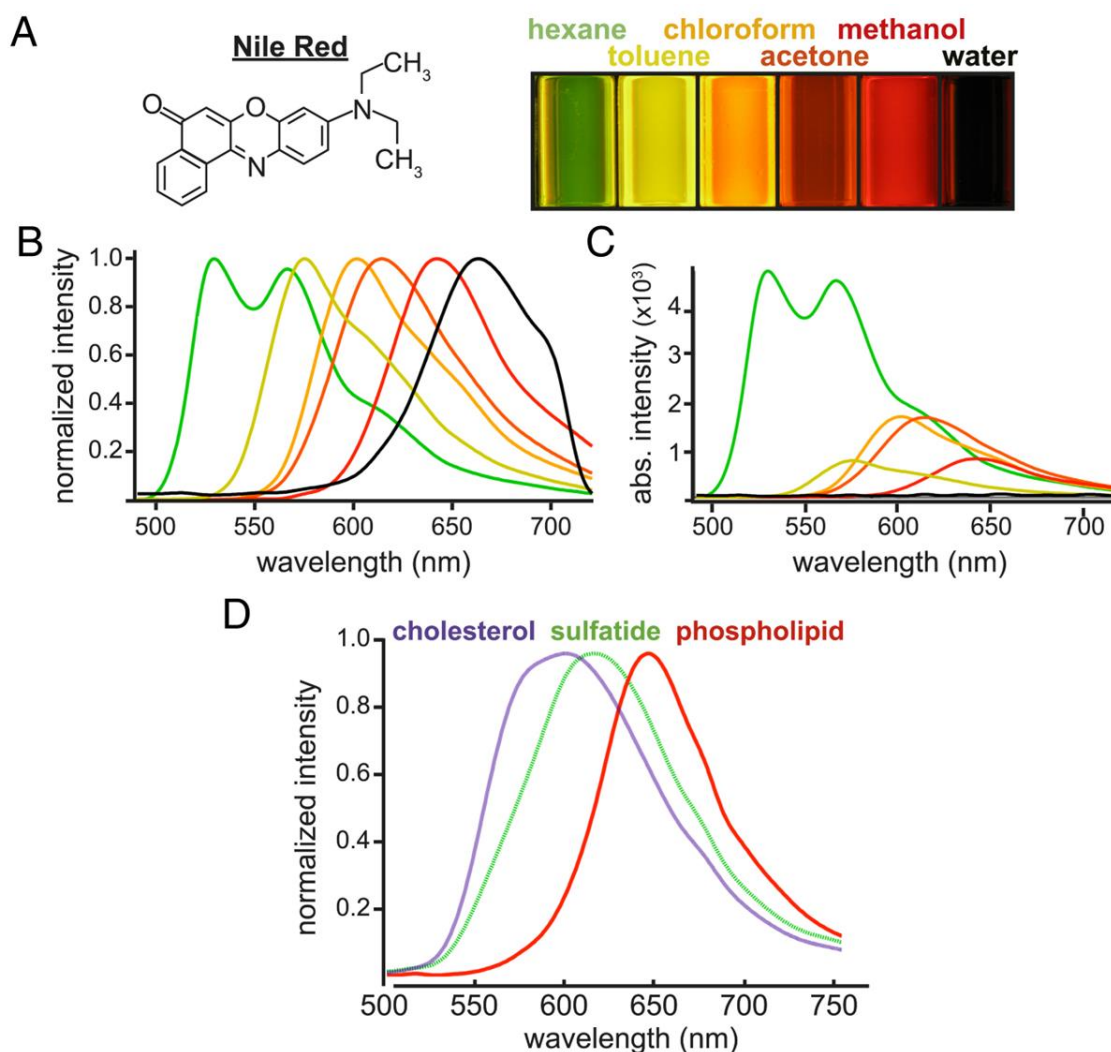 A
Nile Red
CH3
O
O
N
N
CH3
hexane chloroform methanol
toluene acetone water
B
normalized intensity
1.0
0.8
0.6
0.4
0.2
500 550 600 650 700
wavelength (nm)
C
abs. intensity (x10³)
4
3
2
1
500 550 600 650 700
wavelength (nm)
D
cholesterol sulfatide phospholipid
normalized intensity
1.0
0.8
0.6
0.4
0.2
500 550 600 650 700 750
wavelength (nm)